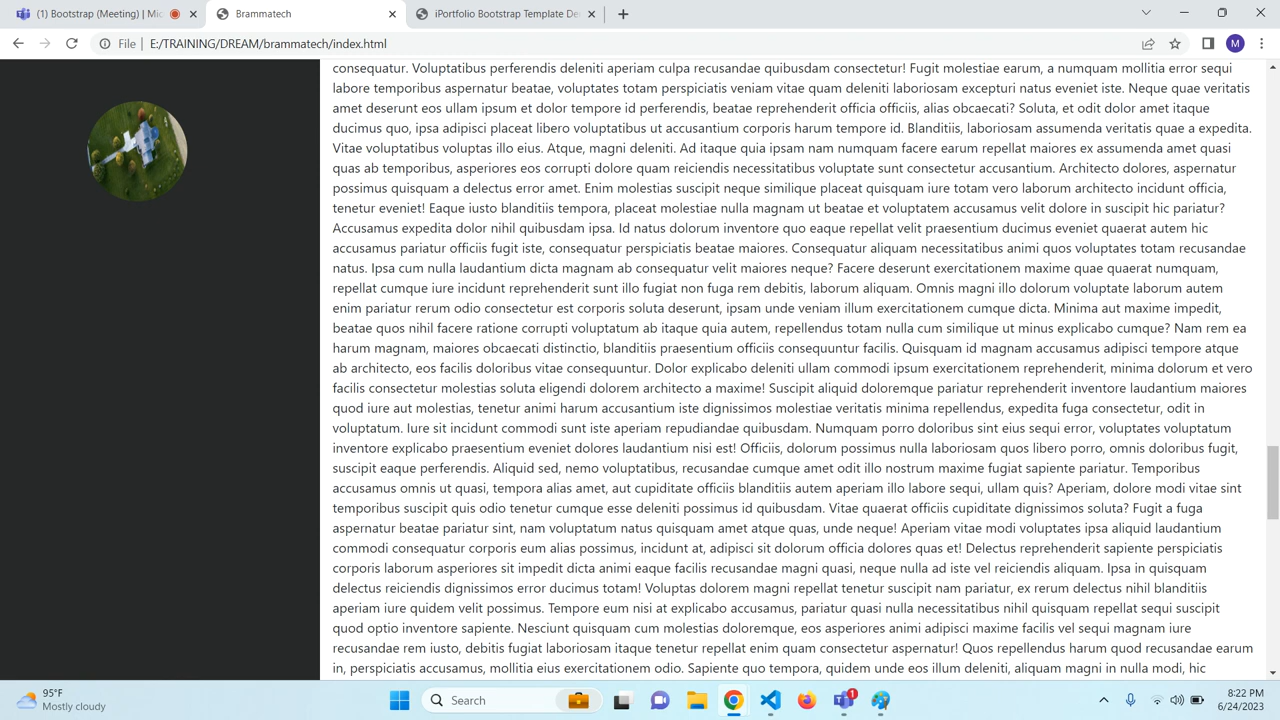 (1) Bootstrap (Meeting) | Mic
Brammatech
iPortfolio Bootstrap Template De
File
E:/TRAINING/DREAM/brammatech/index.html
M
consequatur. Voluptatibus perferendis deleniti aperiam culpa recusandae quibusdam consectetur! Fugit molestiae earum, a numquam mollitia error sequi
labore temporibus aspernatur beatae, voluptates totam perspiciatis veniam vitae quam deleniti laboriosam excepturi natus eveniet iste. Neque quae veritatis
amet deserunt eos ullam ipsum et dolor tempore id perferendis, beatae reprehenderit officia officiis, alias obcaecati? Soluta, et odit dolor amet itaque
ducimus quo, ipsa adipisci placeat libero voluptatibus ut accusantium corporis harum tempore id. Blanditiis, laboriosam assumenda veritatis quae a expedita.
Vitae voluptatibus voluptas illo eius. Atque, magni deleniti. Ad itaque quia ipsam nam numquam facere earum repellat maiores ex assumenda amet quasi
quas ab temporibus, asperiores eos corrupti dolore quam reiciendis necessitatibus voluptate sunt consectetur accusantium. Architecto dolores, aspernatur
possimus quisquam a delectus error amet. Enim molestias suscipit neque similique placeat quisquam iure totam vero laborum architecto incidunt officia,
tenetur eveniet! Eaque iusto blanditiis tempora, placeat molestiae nulla magnam ut beatae et voluptatem accusamus velit dolore in suscipit hic pariatur?
Accusamus expedita dolor nihil quibusdam ipsa. Id natus dolorum inventore quo eaque repellat velit praesentium ducimus eveniet quaerat autem hic
accusamus pariatur officiis fugit iste, consequatur perspiciatis beatae maiores. Consequatur aliquam necessitatibus animi quos voluptates totam recusandae
natus. Ipsa cum nulla laudantium dicta magnam ab consequatur velit maiores neque? Facere deserunt exercitationem maxime quae quaerat numquam,
repellat cumque iure incidunt reprehenderit sunt illo fugiat non fuga rem debitis, laborum aliquam. Omnis magni illo dolorum voluptate laborum autem
enim pariatur rerum odio consectetur est corporis soluta deserunt, ipsam unde veniam illum exercitationem cumque dicta. Minima aut maxime impedit,
beatae quos nihil facere ratione corrupti voluptatum ab itaque quia autem, repellendus totam nulla cum similique ut minus explicabo cumque? Nam rem ea
harum magnam, maiores obcaecati distinctio, blanditiis praesentium officiis consequuntur facilis. Quisquam id magnam accusamus adipisci tempore atque
ab architecto, eos facilis doloribus vitae consequuntur. Dolor explicabo deleniti ullam commodi ipsum exercitationem reprehenderit, minima dolorum et vero
facilis consectetur molestias soluta eligendi dolorem architecto a maxime! Suscipit aliquid doloremque pariatur reprehenderit inventore laudantium maiores
quod iure aut molestias, tenetur animi harum accusantium iste dignissimos molestiae veritatis minima repellendus, expedita fuga consectetur, odit in
voluptatum. Iure sit incidunt commodi sunt iste aperiam repudiandae quibusdam. Numquam porro doloribus sint eius sequi error, voluptates voluptatum
inventore explicabo praesentium eveniet dolores laudantium nisi est! Officiis, dolorum possimus nulla laboriosam quos libero porro, omnis doloribus fugit,
suscipit eaque perferendis. Aliquid sed, nemo voluptatibus, recusandae cumque amet odit illo nostrum maxime fugiat sapiente pariatur. Temporibus
accusamus omnis ut quasi, tempora alias amet, aut cupiditate officiis blanditiis autem aperiam illo labore sequi, ullam quis? Aperiam, dolore modi vitae sint
temporibus suscipit quis odio tenetur cumque esse deleniti possimus id quibusdam. Vitae quaerat officiis cupiditate dignissimos soluta? Fugit a fuga
aspernatur beatae pariatur sint, nam voluptatum natus quisquam amet atque quas, unde neque! Aperiam vitae modi voluptates ipsa aliquid laudantium
commodi consequatur corporis eum alias possimus, incidunt at, adipisci sit dolorum officia dolores quas et! Delectus reprehenderit sapiente perspiciatis
corporis laborum asperiores sit impedit dicta animi eaque facilis recusandae magni quasi, neque nulla ad iste vel reiciendis aliquam. Ipsa in quisquam
delectus reiciendis dignissimos error ducimus totam! Voluptas dolorem magni repellat tenetur suscipit nam pariatur, ex rerum delectus nihil blanditiis
aperiam iure quidem velit possimus. Tempore eum nisi at explicabo accusamus, pariatur quasi nulla necessitatibus nihil quisquam repellat sequi suscipit
quod optio inventore sapiente. Nesciunt quisquam cum molestias doloremque, eos asperiores animi adipisci maxime facilis vel sequi magnam iure
recusandae rem iusto, debitis fugiat laboriosam itaque tenetur repellat enim quam consectetur aspernatur! Quos repellendus harum quod recusandae earum
in, perspiciatis accusamus, mollitia eius exercitationem odio. Sapiente quo tempora, quidem unde eos illum deleniti, aliquam magni in nulla modi, hic
95°F
Mostly cloudy
Search
1
8:22 PM
6/24/2023